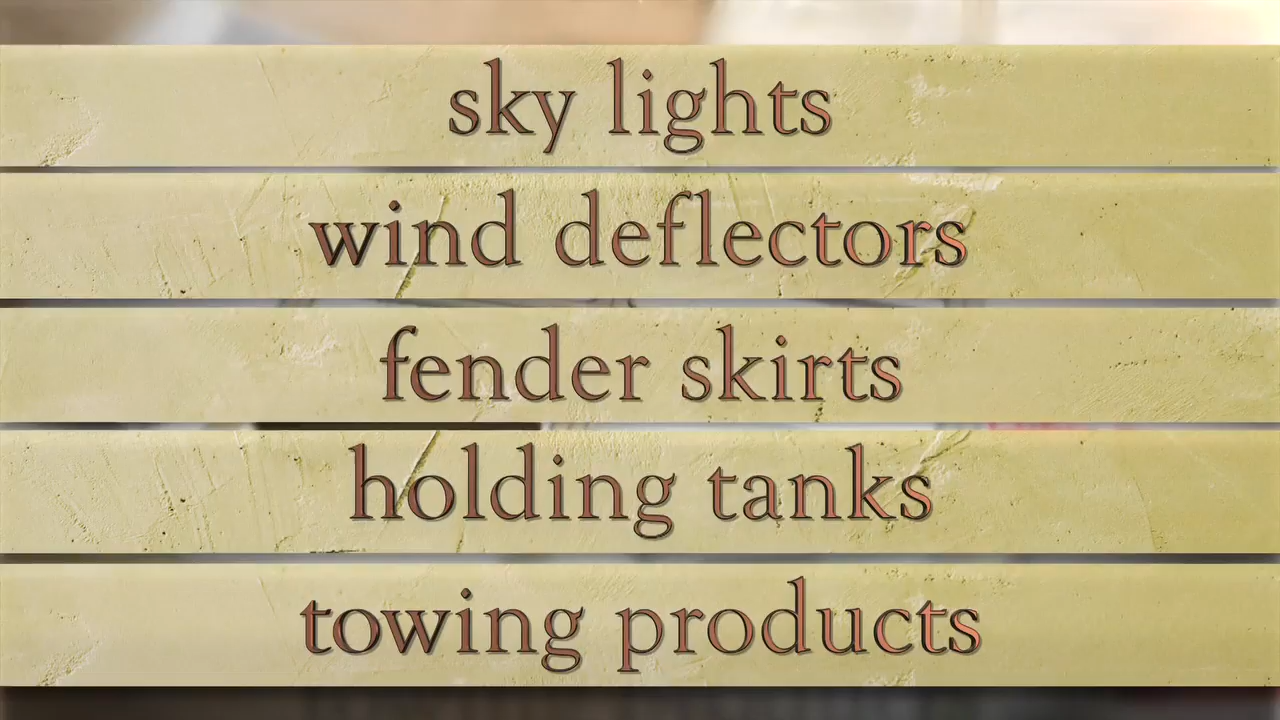 sky lights
wind deflectors
fender skirts
holding tanks
towing products